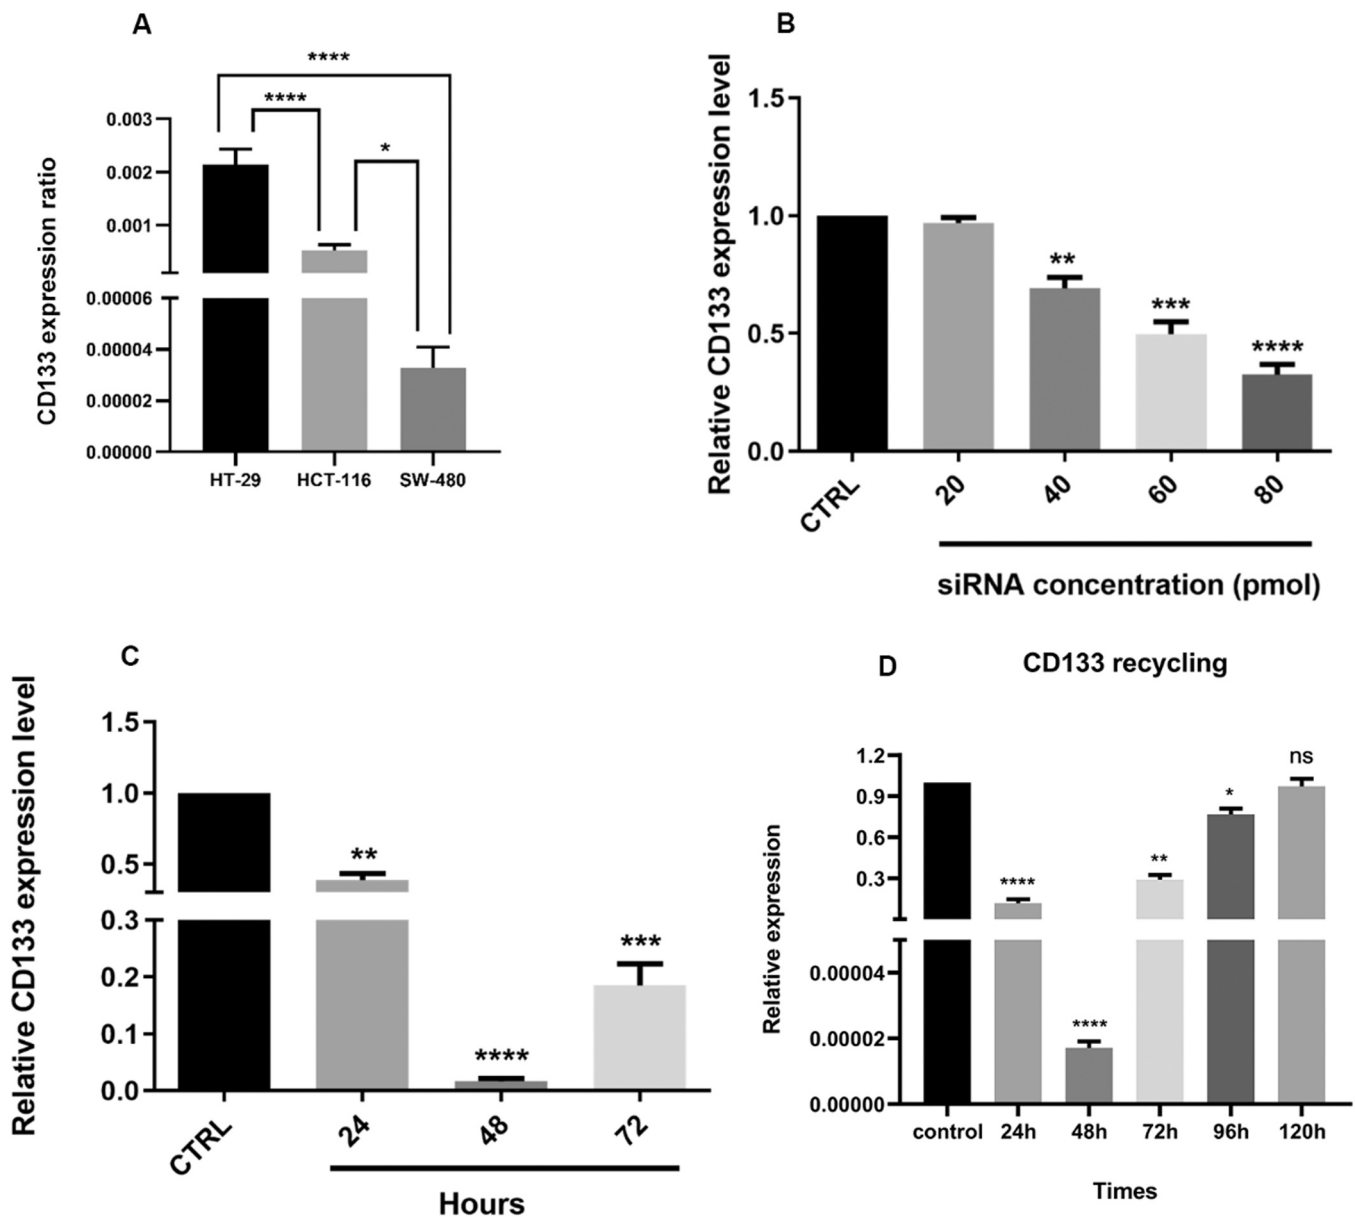 A
****
****
*
0.003
0.002
0.001
0.00006
0.00004
0.00002
0.00000
CD133 expression ratio
HT-29 HCT-116 SW-480
B
Relative CD133 expression level
1.5
1.0
0.5
0.0
**
***
****
CTRL 20 40 60 80
siRNA concentration (pmol)
C
Relative CD133 expression level
1.5
1.0
0.5
0.3
0.2
0.1
0.0
**
****
***
CTRL 24 48 72
Hours
D
CD133 recycling
Relative expression
1.2
0.9
0.6
0.3
0.00004
0.00002
0.00000
****
****
**
*
ns
control 24h 48h 72h 96h 120h
Times